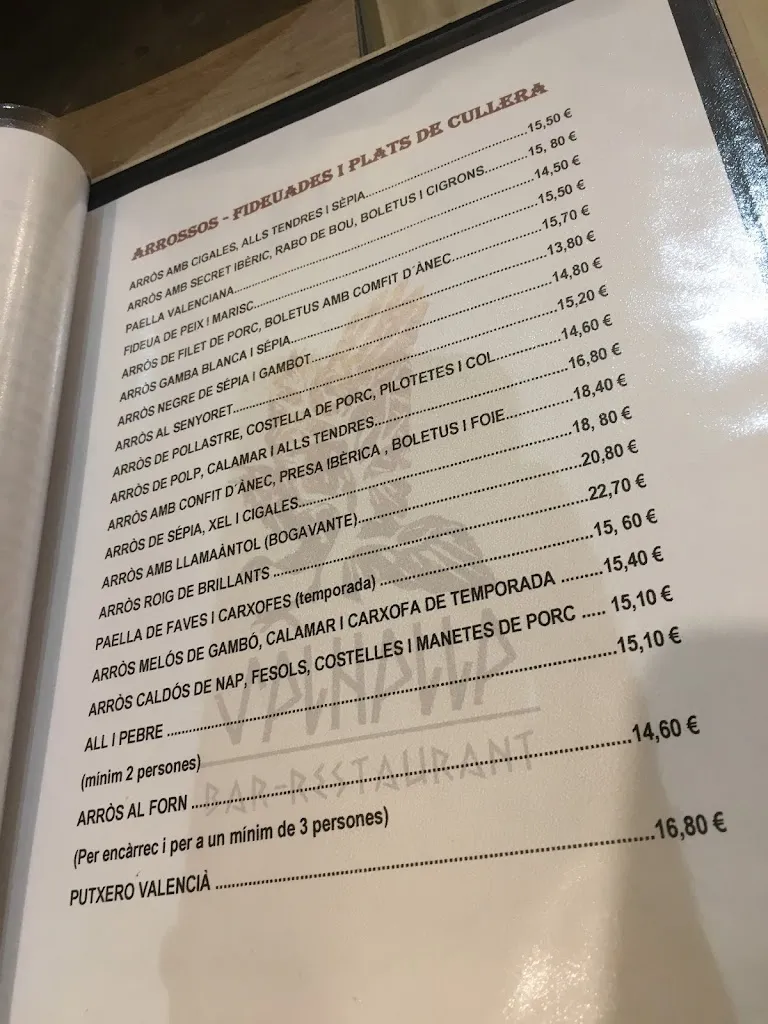 ARROSSOS - FIDEUADES I PLATS DE CULLERA
ARRÒS AMB CIGALES, ALLS TENDRES I SÈPIA..........15,50 €
ARRÒS AMB SECRET IBÈRIC, RABO DE BOU, BOLETUS I CIGRONS..........15, 80 €
PAELLA VALENCIANA..........14,50 €
FIDEUA DE PEIX I MARISC..........15,50 €
ARRÒS DE FILET DE PORC, BOLETUS AMB COMFIT D´ÀNEC..........15,70 €
ARRÒS GAMBA BLANCA I SÉPIA..........13,80 €
ARRÒS NEGRE DE SÉPIA I GAMBOT..........14,80 €
ARRÒS AL SENYORET..........15,20 €
ARRÒS DE POLLASTRE, COSTELLA DE PORC, PILOTETES I COL..........14,60 €
ARRÒS DE POLP, CALAMAR I ALLS TENDRES..........16,80 €
ARRÒS AMB CONFIT D´ÀNEC, PRESA IBÈRICA , BOLETUS I FOIE..........18,40 €
ARRÒS DE SÉPIA, XEL I CIGALES..........18, 80 €
ARRÒS AMB LLAMAÀNTOL (BOGAVANTE)..........20,80 €
ARRÒS ROIG DE BRILLANTS ..........22,70 €
PAELLA DE FAVES I CARXOFES (temporada) ..........15, 60 €
ARRÒS MELÓS DE GAMBÓ, CALAMAR I CARXOFA DE TEMPORADA ........15,40 €
ARRÒS CALDÓS DE NAP, FESOLS, COSTELLES I MANETES DE PORC ..... 15,10 €
ALL I PEBRE ..........15,10 €
(mínim 2 persones)
ARRÒS AL FORN ..........14,60 €
(Per encàrrec i per a un mínim de 3 persones)
PUTXERO VALENCIÀ ..........16,80 €
BAR-RESTAURANT